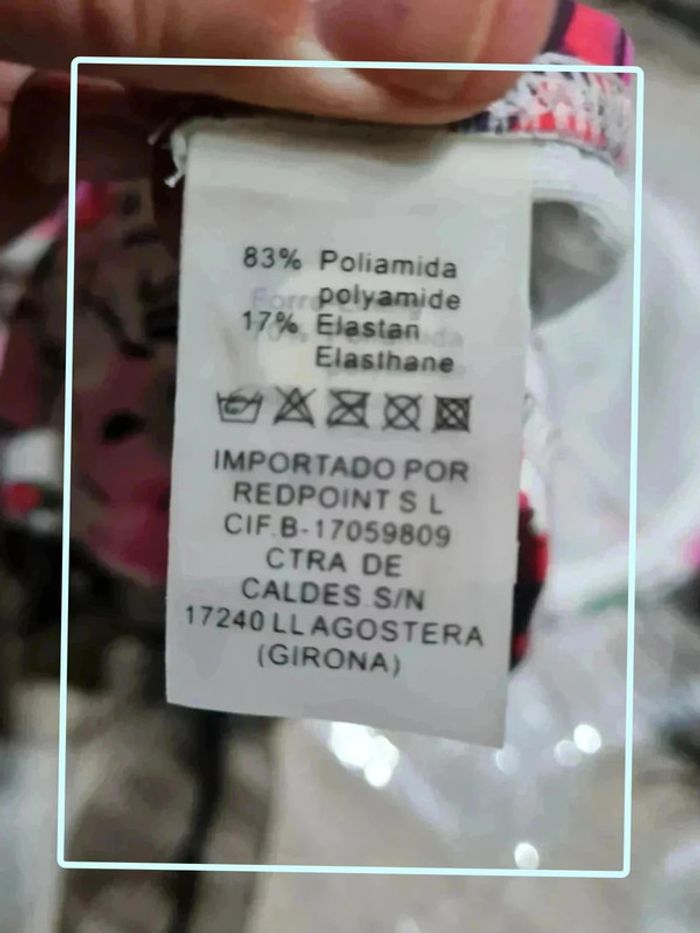 83% Poliamida
polyamide
17% Elastan
Elasthane
IMPORTADO POR
REDPOINT S L
CIF.B-17059809
CTRA DE
CALDES S/N
17240 LLAGOSTERA
(GIRONA)